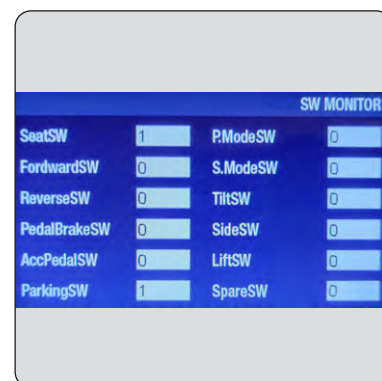 SW MONITOR
SeatSW 1 P.ModeSW 0
FordwardSW 0 S.ModeSW 0
ReverseSW 0 TiltSW 0
PedalBrakeSW 0 SideSW 0
AccPedalSW 0 LiftSW 0
ParkingSW 1 SpareSW 0